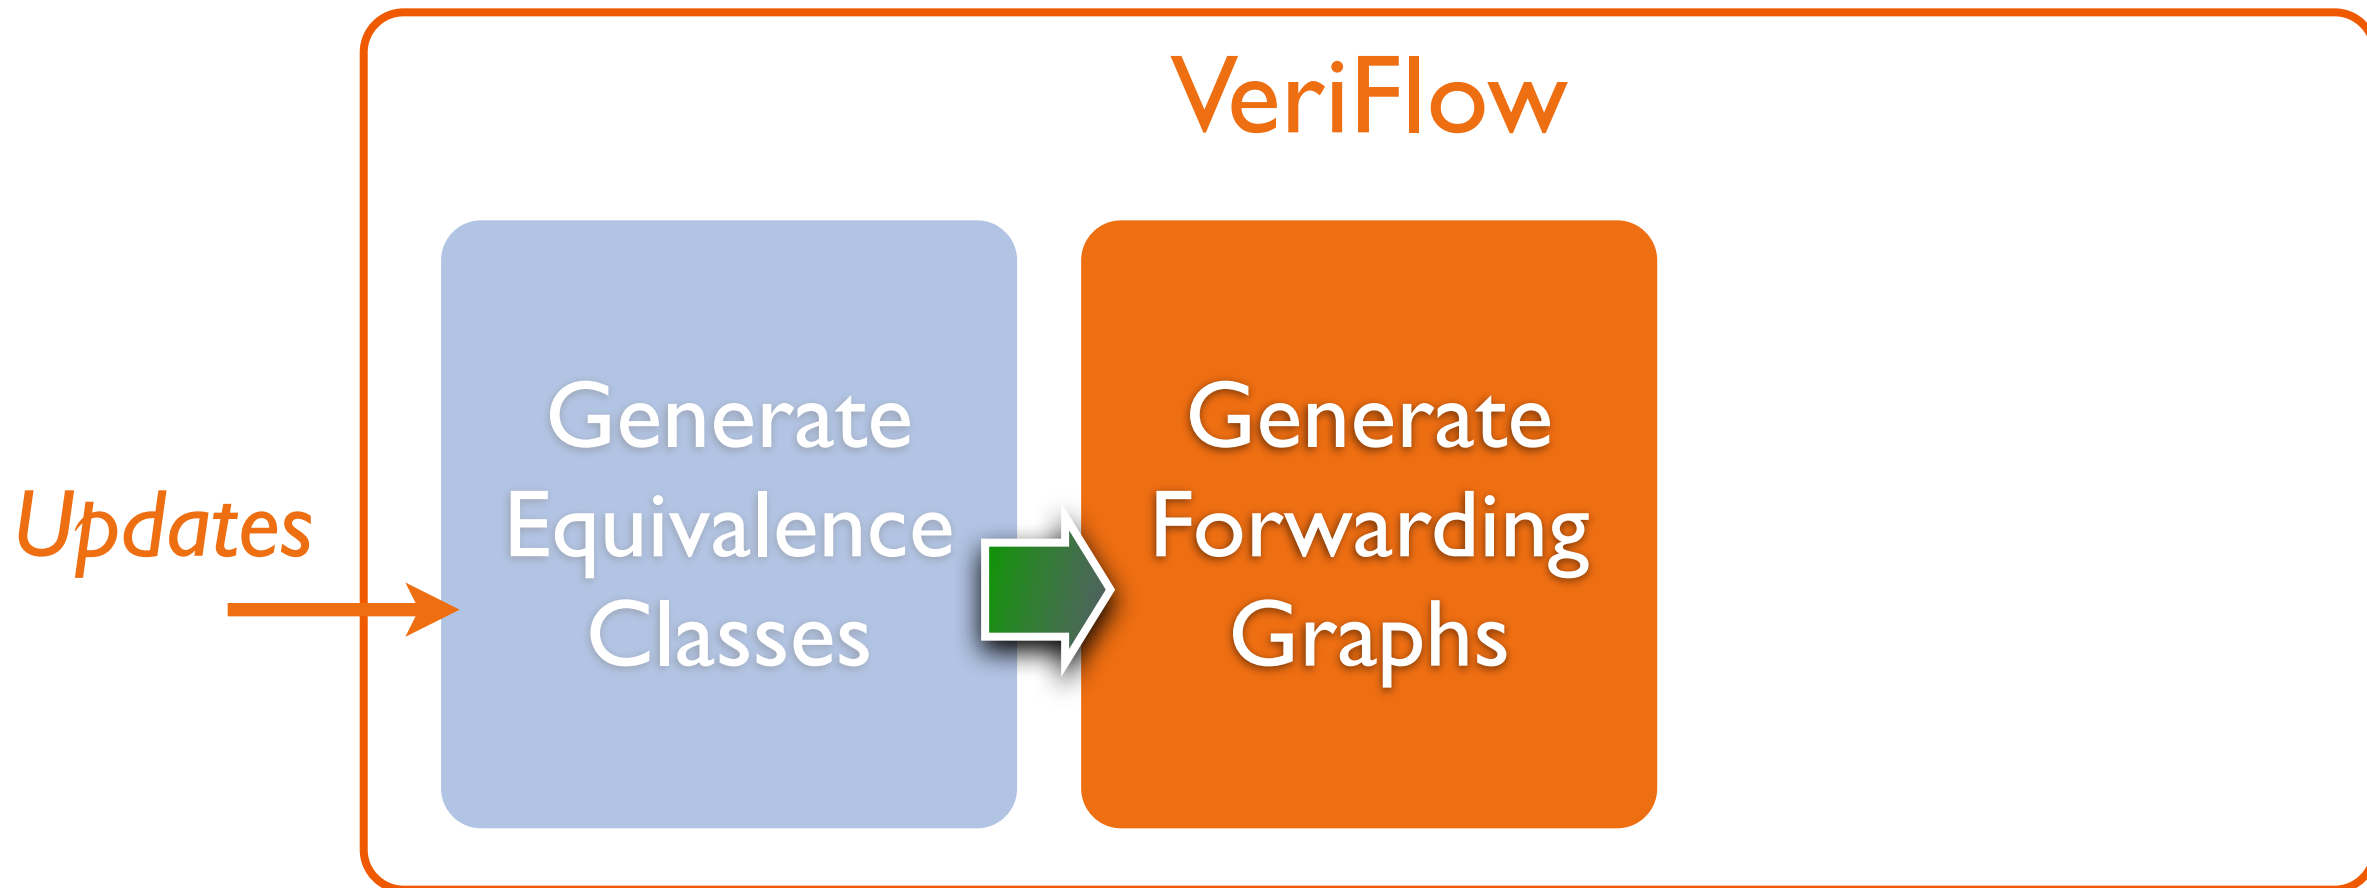 VeriFlow
Updates
Generate
Equivalence
Classes
Generate
Forwarding
Graphs